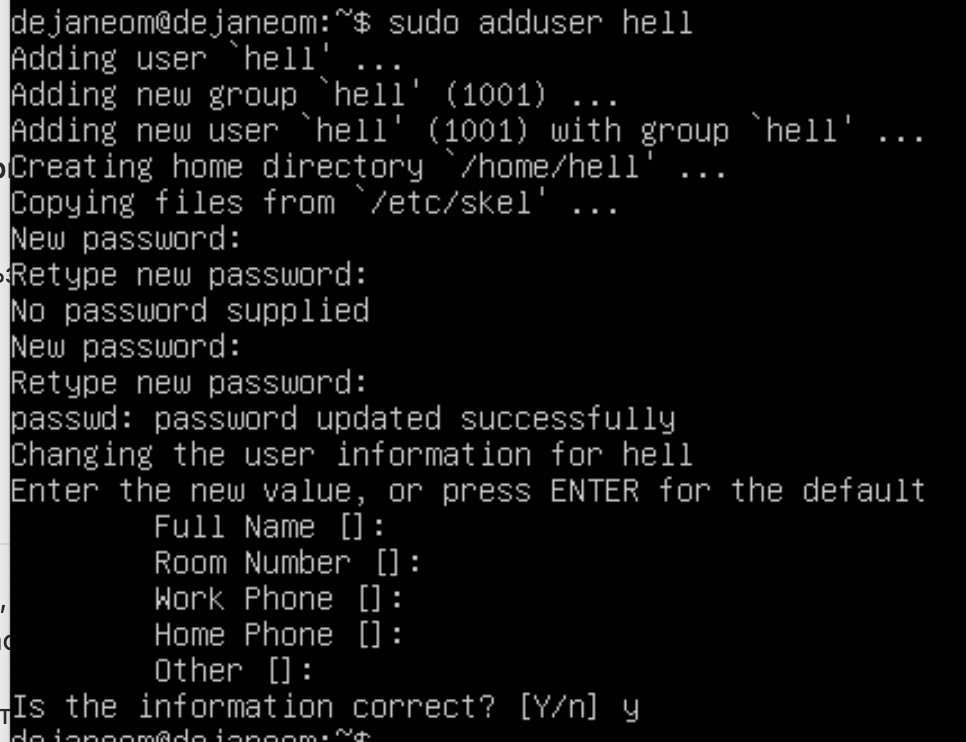 dejaneom@dejaneom:~$ sudo adduser hell
Adding user `hell' ...
Adding new group `hell' (1001) ...
Adding new user `hell' (1001) with group `hell' ...
Creating home directory `/home/hell' ...
Copying files from `/etc/skel' ...
New password:
Retype new password:
No password supplied
New password:
Retype new password:
passwd: password updated successfully
Changing the user information for hell
Enter the new value, or press ENTER for the default
Full Name []:
Room Number []:
Work Phone []:
Home Phone []:
Other []:
Is the information correct? [Y/n] y
dejaneom@dejaneom:~$